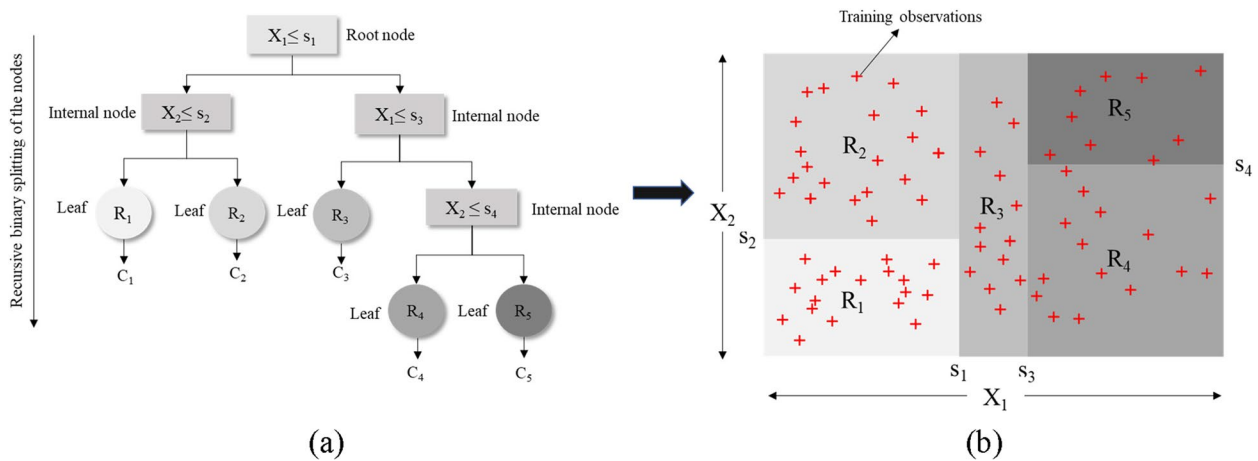 Recursive binary splitting of the nodes
X₁≤ s₁ Root node
Internal node X₂≤ s₂ X₁≤ s₃ Internal node
Leaf R₁ Leaf R₂ Leaf R₃ X₂≤ s₄ Internal node
C₁ C₂ C₃
Leaf R₄ Leaf R₅
C₄ C₅
(a)
Training observations
R₅
R₂
s₄
X₂
R₃
s₂
R₄
R₁
s₁ s₃
X₁
(b)